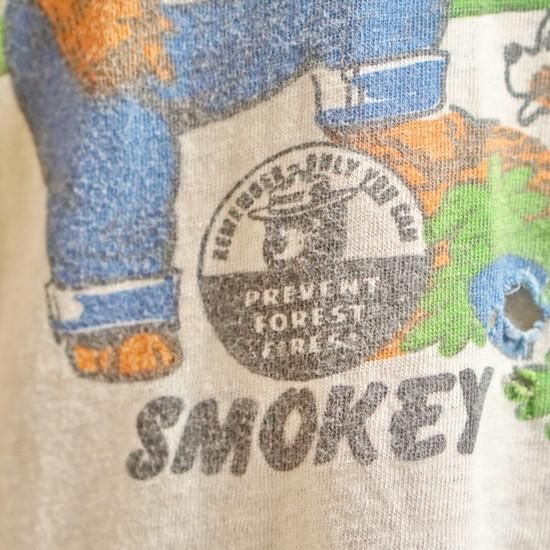 REMEMBER-ONLY YOU CAN
PREVENT
FOREST
FIRES
SMOKEY